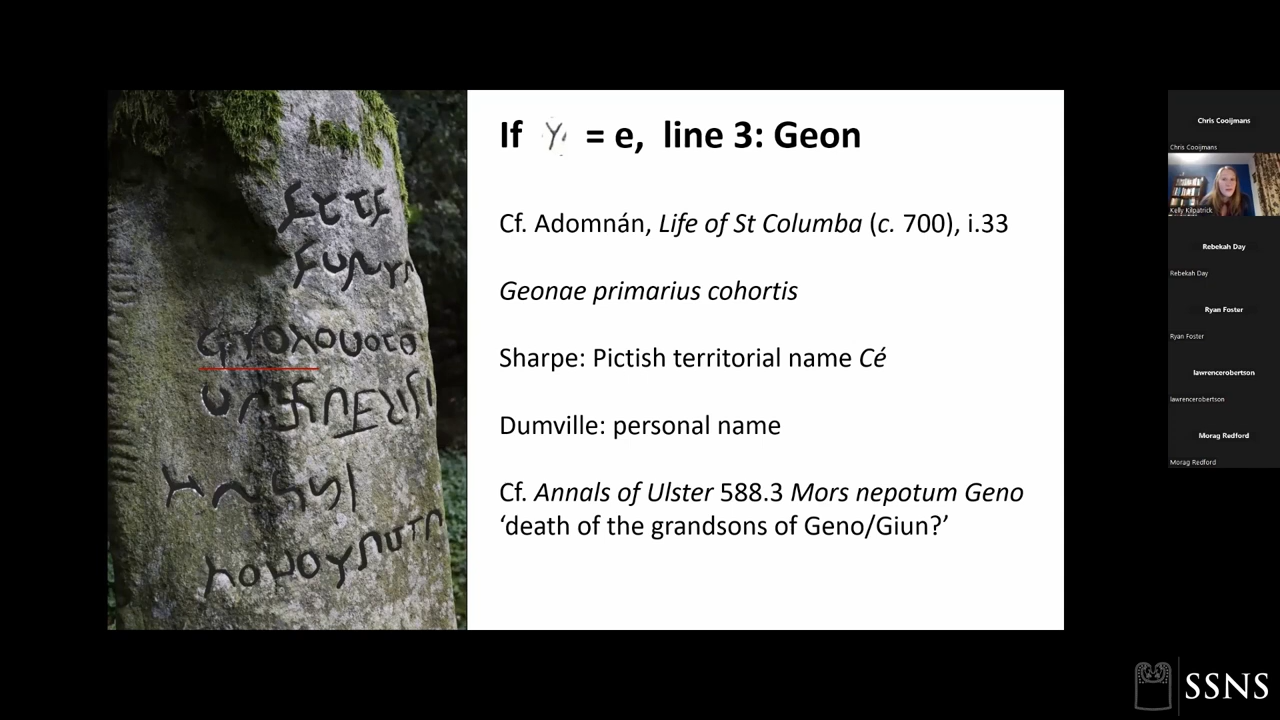 If Y = e, line 3: Geon
Cf. Adomnán, Life of St Columba (c. 700), i.33
Geonae primarius cohortis
Sharpe: Pictish territorial name Cé
Dumville: personal name
Cf. Annals of Ulster 588.3 Mors nepotum Geno
‘death of the grandsons of Geno/Giun?’
Chris Cooijmans
Chris Cooijmans
Kelly Kilpatrick
Rebekah Day
Rebekah Day
Ryan Foster
Ryan Foster
lawrencerobertson
lawrencerobertson
Morag Redford
Morag Redford
SSNS